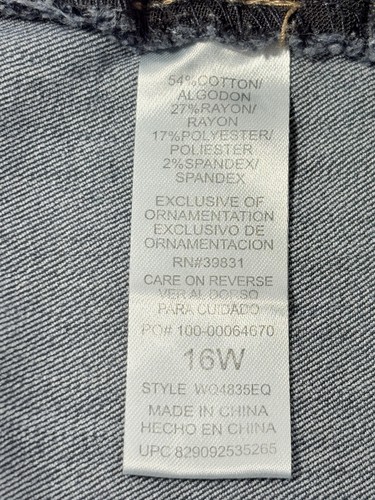 54%COTTON/
ALGODON
27%RAYON/
RAYON
17%POLYESTER/
POLIESTER
2%SPANDEX/
SPANDEX
EXCLUSIVE OF
ORNAMENTATION
EXCLUSIVO DE
ORNAMENTACION
RN#39831
CARE ON REVERSE
VER AL DORSO
PARA CUIDADO
PO# 100-00064670
16W
STYLE WQ4835EQ
MADE IN CHINA
HECHO EN CHINA
UPC 829092535265